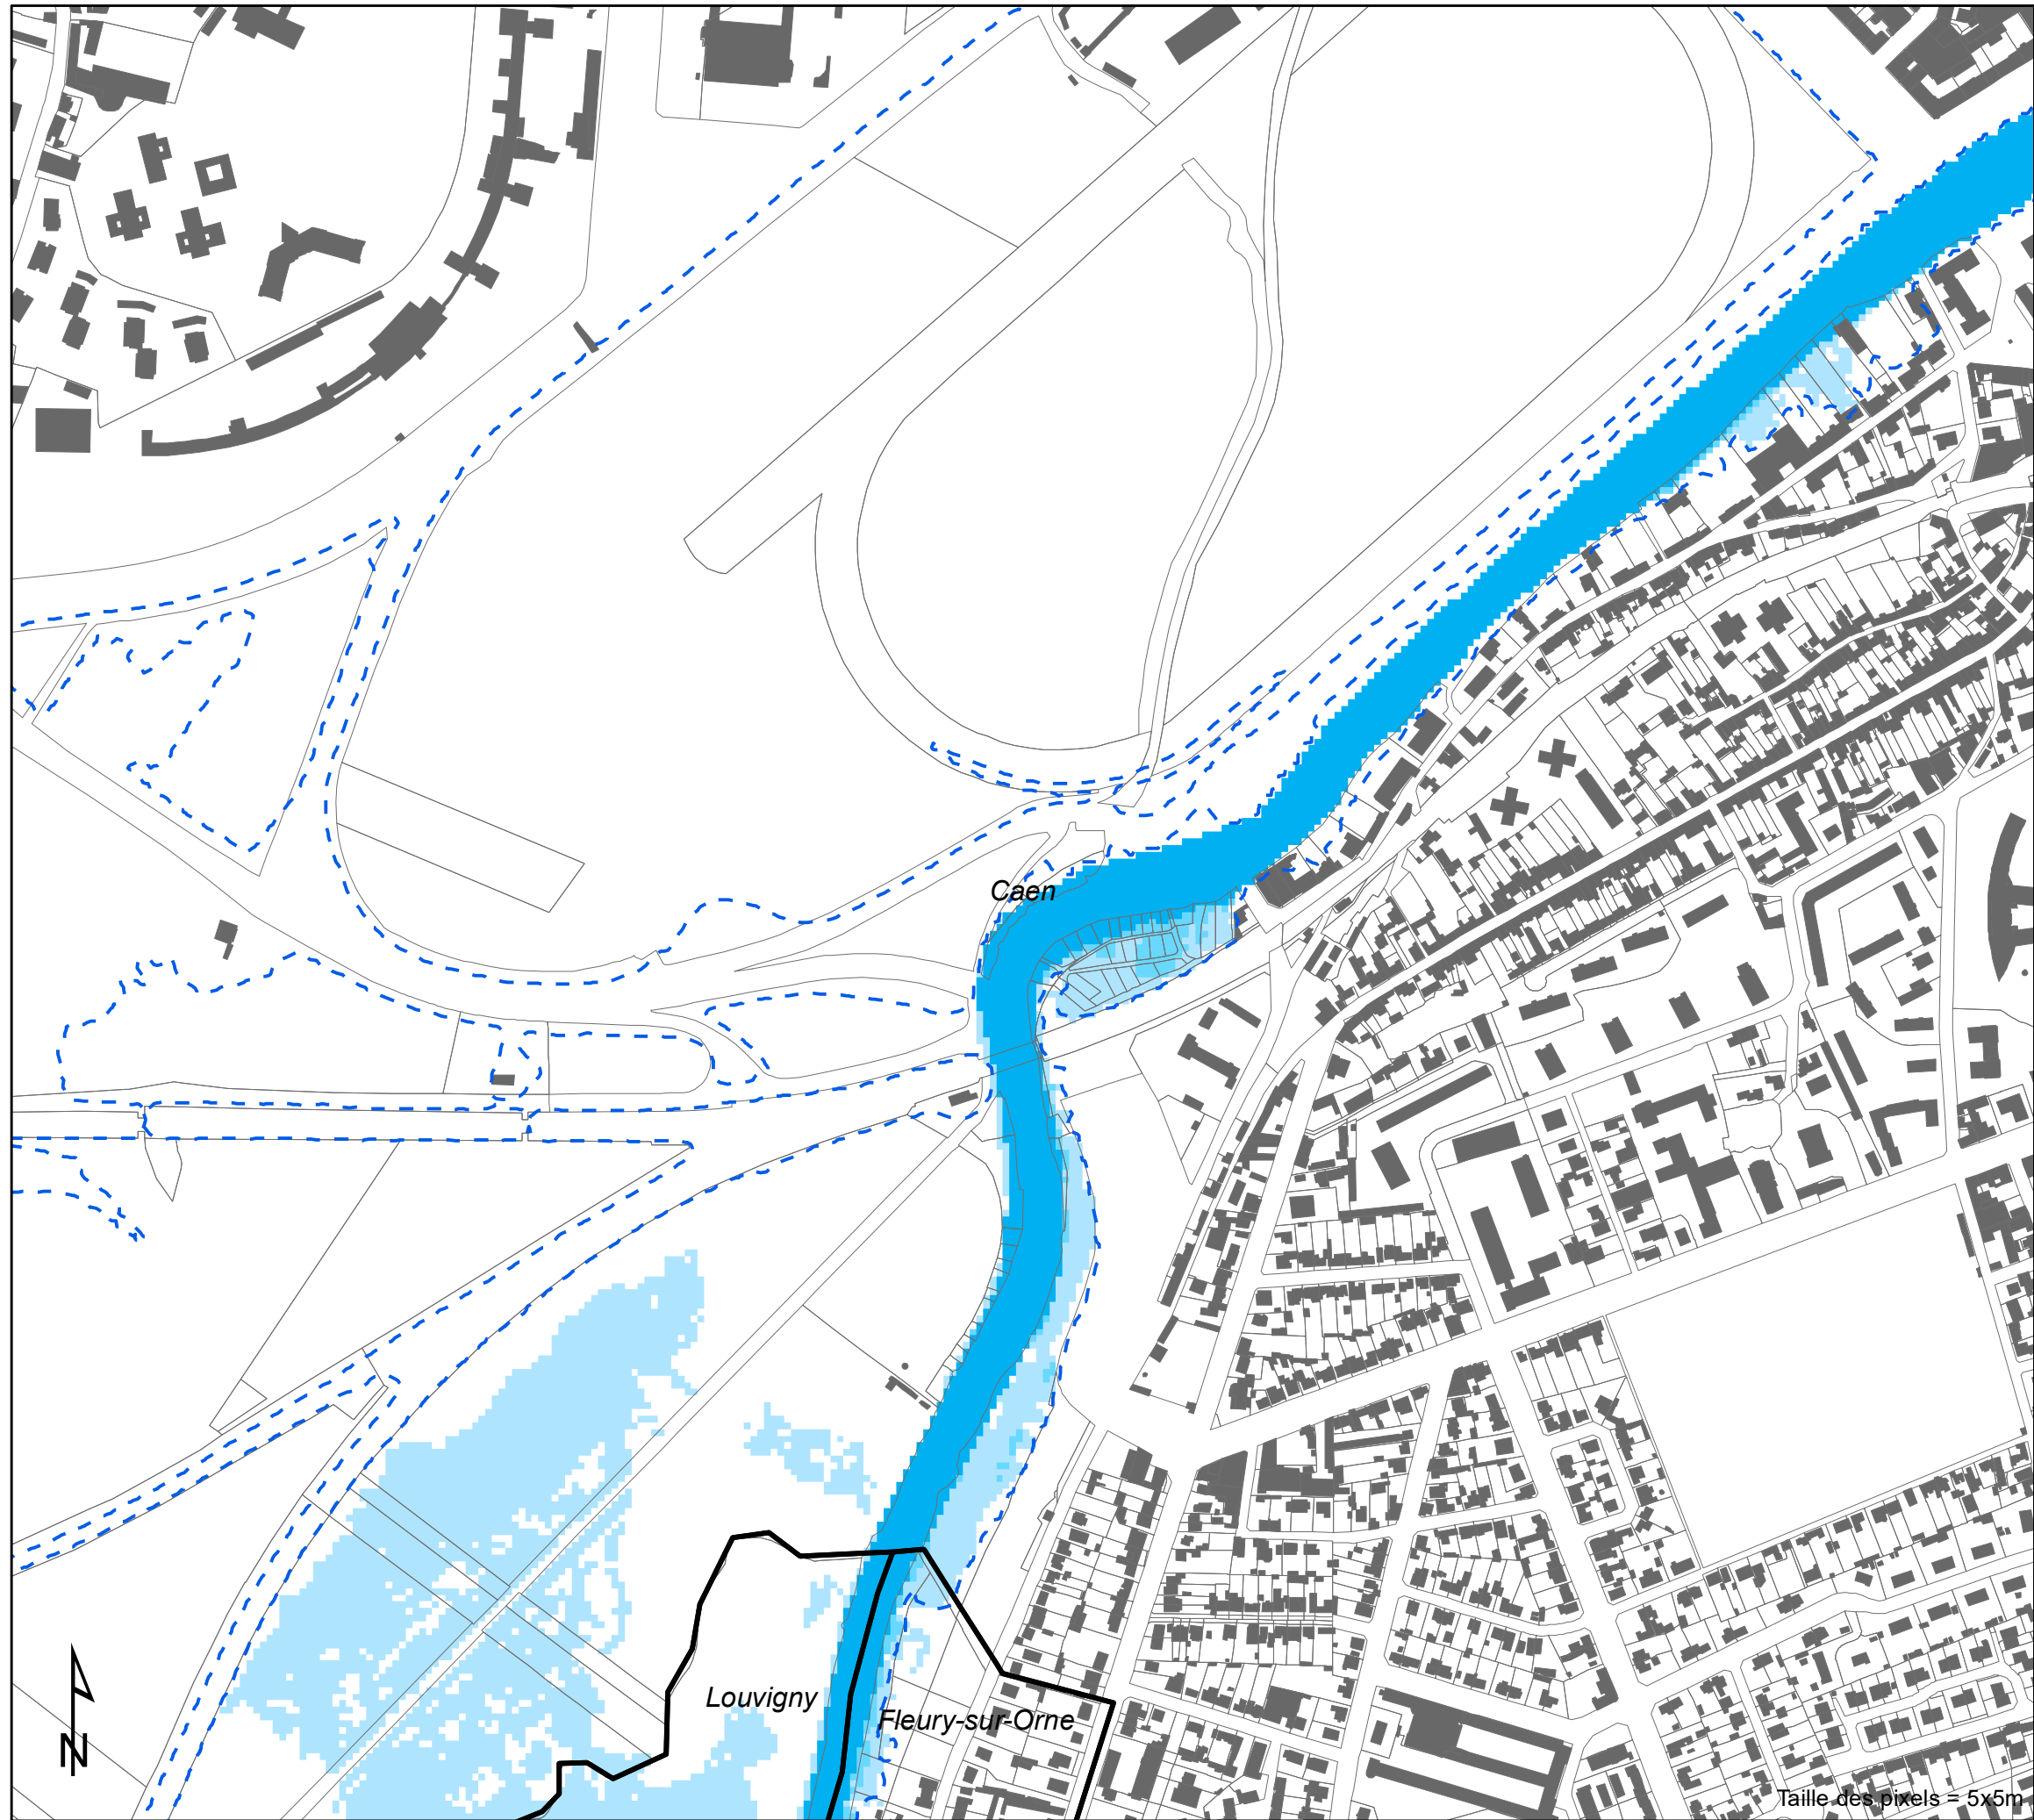 Caen
Louvigny
Fleury-sur-Orne
N
Taille des pixels = 5x5m